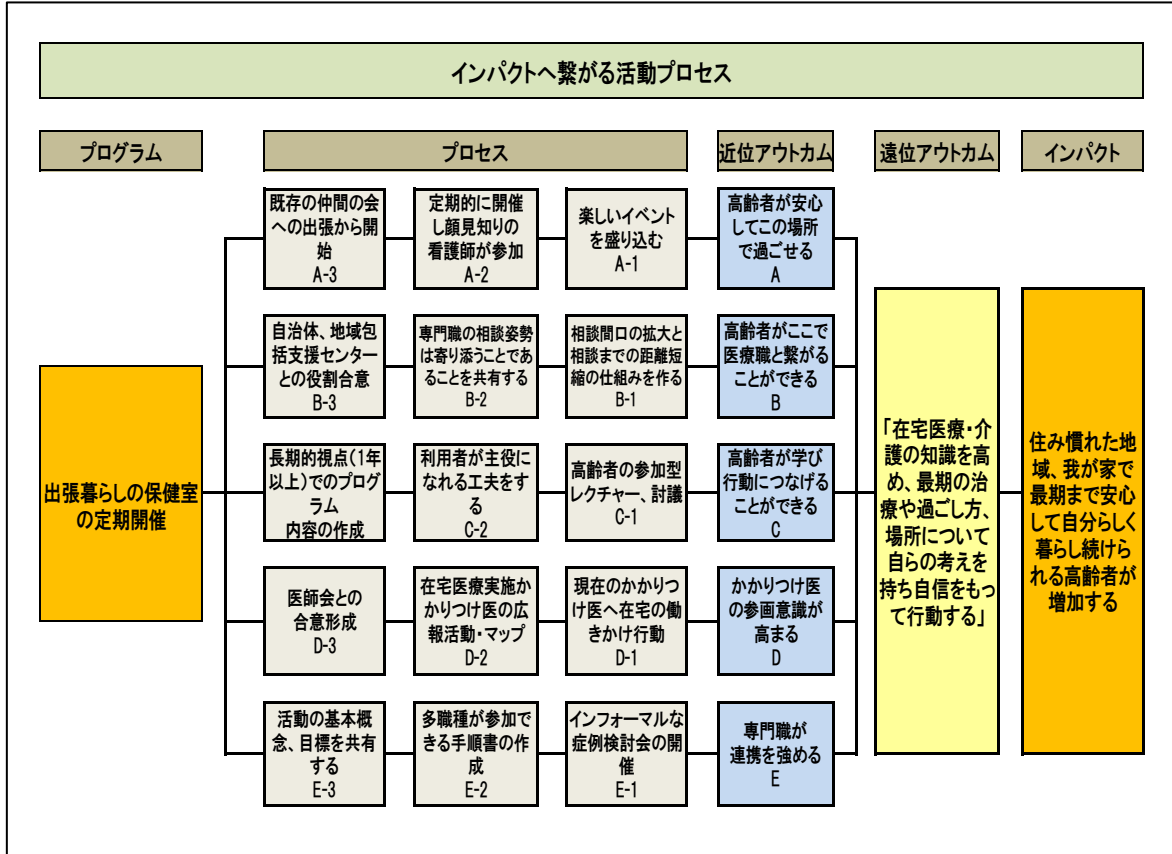 インパクトへ繋がる活動プロセス
プログラム
プロセス
近位アウトカム
遠位アウトカム
インパクト
既存の仲間の会
への出張から開
始
A-3
定期的に開催
し顔見知りの
看護師が参加
A-2
楽しいイベント
を盛り込む
A-1
高齢者が安心
してこの場所
で過ごせる
A
自治体、地域包
括支援センター
との役割合意
B-3
専門職の相談姿勢
は寄り添うことであ
ることを共有する
B-2
相談間口の拡大と
相談までの距離短
縮の仕組みを作る
B-1
高齢者がここで
医療職と繋がる
ことができる
B
出張暮らしの保健室
の定期開催
長期的視点(1年
以上)でのプログ
ラム
内容の作成
利用者が主役に
なれる工夫をす
る
C-2
高齢者の参加型
レクチャー、討議
C-1
高齢者が学び
行動につなげる
ことができる
C
「在宅医療・介
護の知識を高
め、最期の治
療や過ごし方、
場所について
自らの考えを
持ち自信をもっ
て行動する」
住み慣れた地
域、我が家で
最期まで安心
して自分らしく
暮らし続けら
れる高齢者が
増加する
医師会との
合意形成
D-3
在宅医療実施か
かりつけ医の広
報活動・マップ
D-2
現在のかかりつ
け医へ在宅の働
きかけ行動
D-1
かかりつけ医
の参画意識が
高まる
D
活動の基本概
念、目標を共有
する
E-3
多職種が参加で
きる手順書の作
成
E-2
インフォーマルな
症例検討会の開
催
E-1
専門職が
連携を強める
E